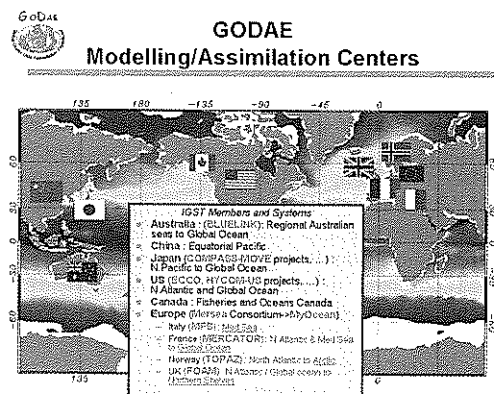 GODAE
GODAE
Modelling/Assimilation Centers
135 180 -135 -90 -45 0
IGST Members and Systems
Australia : (BLUELINK): Regional Australian
seas to Global Ocean
China : Equatorial Pacific
Japan (COMPASS-MOVE projects,....) :
N.Pacific to Global Ocean
US (ECCO, HYCOM-US projects,....) :
N.Atlantic and Global Ocean
Canada : Fisheries and Oceans Canada
Europe (Mersea Consortium->MyOcean)
– Italy (MFS): Med Sea
– France (MERCATOR): N Atlantic & Med Sea
to Global Ocean
– Norway (TOPAZ): North Atlantic to Arctic
– UK (FOAM): N Atlantic / Global ocean to
Northern Shelves
135 0